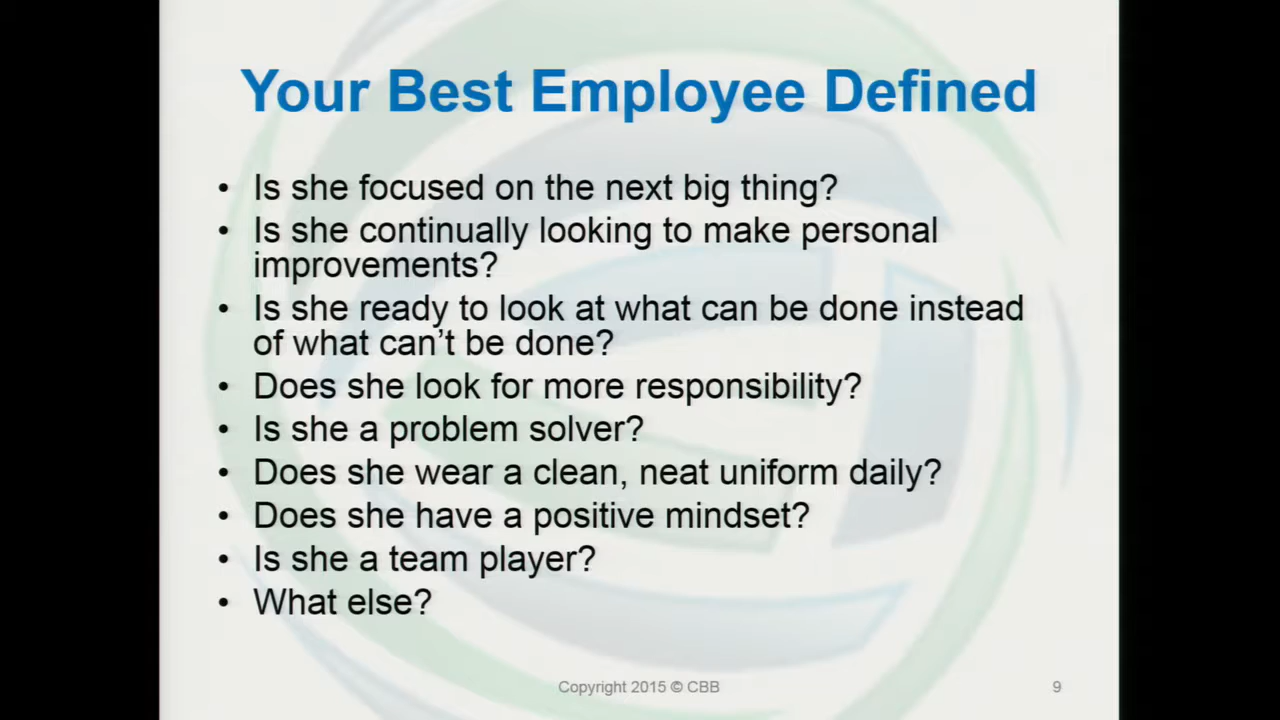 Your Best Employee Defined
• Is she focused on the next big thing?
• Is she continually looking to make personal
improvements?
• Is she ready to look at what can be done instead
of what can’t be done?
• Does she look for more responsibility?
• Is she a problem solver?
• Does she wear a clean, neat uniform daily?
• Does she have a positive mindset?
• Is she a team player?
• What else?
Copyright 2015 © CBB
9